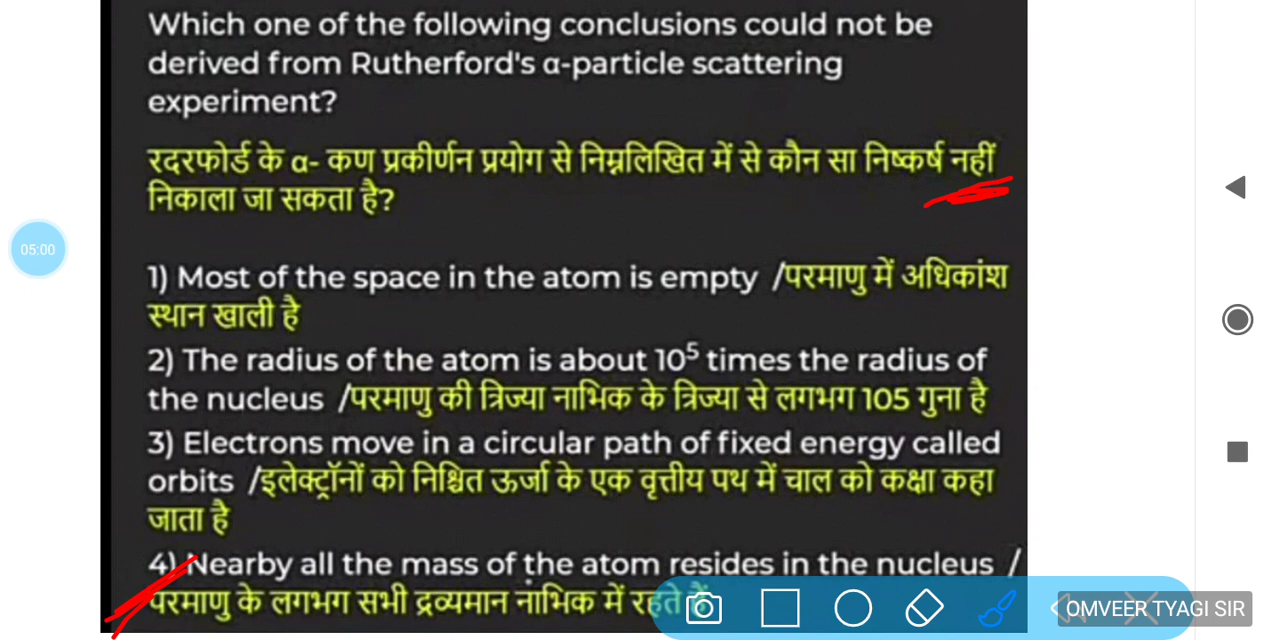 Which one of the following conclusions could not be
derived from Rutherford's α-particle scattering
experiment?
रदरफोर्ड के α- कण प्रकीर्णन प्रयोग से निम्नलिखित में से कौन सा निष्कर्ष नहीं
निकाला जा सकता है?
05:00
1) Most of the space in the atom is empty /परमाणु में अधिकांश
स्थान खाली है
2) The radius of the atom is about 10⁵ times the radius of
the nucleus /परमाणु की त्रिज्या नाभिक के त्रिज्या से लगभग 105 गुना है
3) Electrons move in a circular path of fixed energy called
orbits /इलेक्ट्रॉनों को निश्चित ऊर्जा के एक वृत्तीय पथ में चाल को कक्षा कहा
जाता है
4) Nearby all the mass of the atom resides in the nucleus /
परमाणु के लगभग सभी द्रव्यमान नाभिक में रहते हैं
OMVEER TYAGI SIR